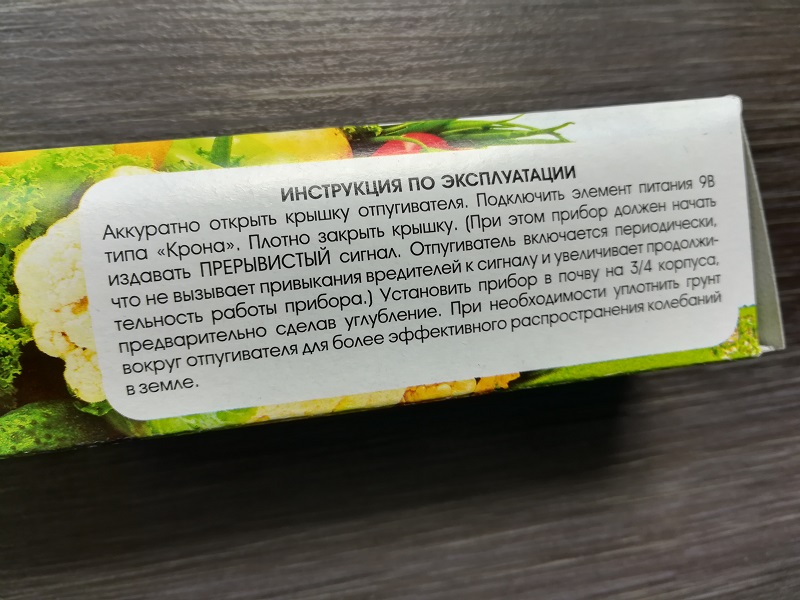 ИНСТРУКЦИЯ ПО ЭКСПЛУАТАЦИИ
Аккуратно открыть крышку отпугивателя. Подключить элемент питания 9В
типа «Крона». Плотно закрыть крышку. (При этом прибор должен начать
издавать ПРЕРЫВИСТЫЙ сигнал. Отпугиватель включается периодически,
что не вызывает привыкания вредителей к сигналу и увеличивает продолжи-
тельность работы прибора.) Установить прибор в почву на 3/4 корпуса,
предварительно сделав углубление. При необходимости уплотнить грунт
вокруг отпугивателя для более эффективного распространения колебаний
в земле.